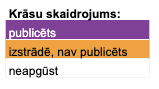 Krāsu skaidrojums:
publicēts
izstrādē, nav publicēts
neapgūst